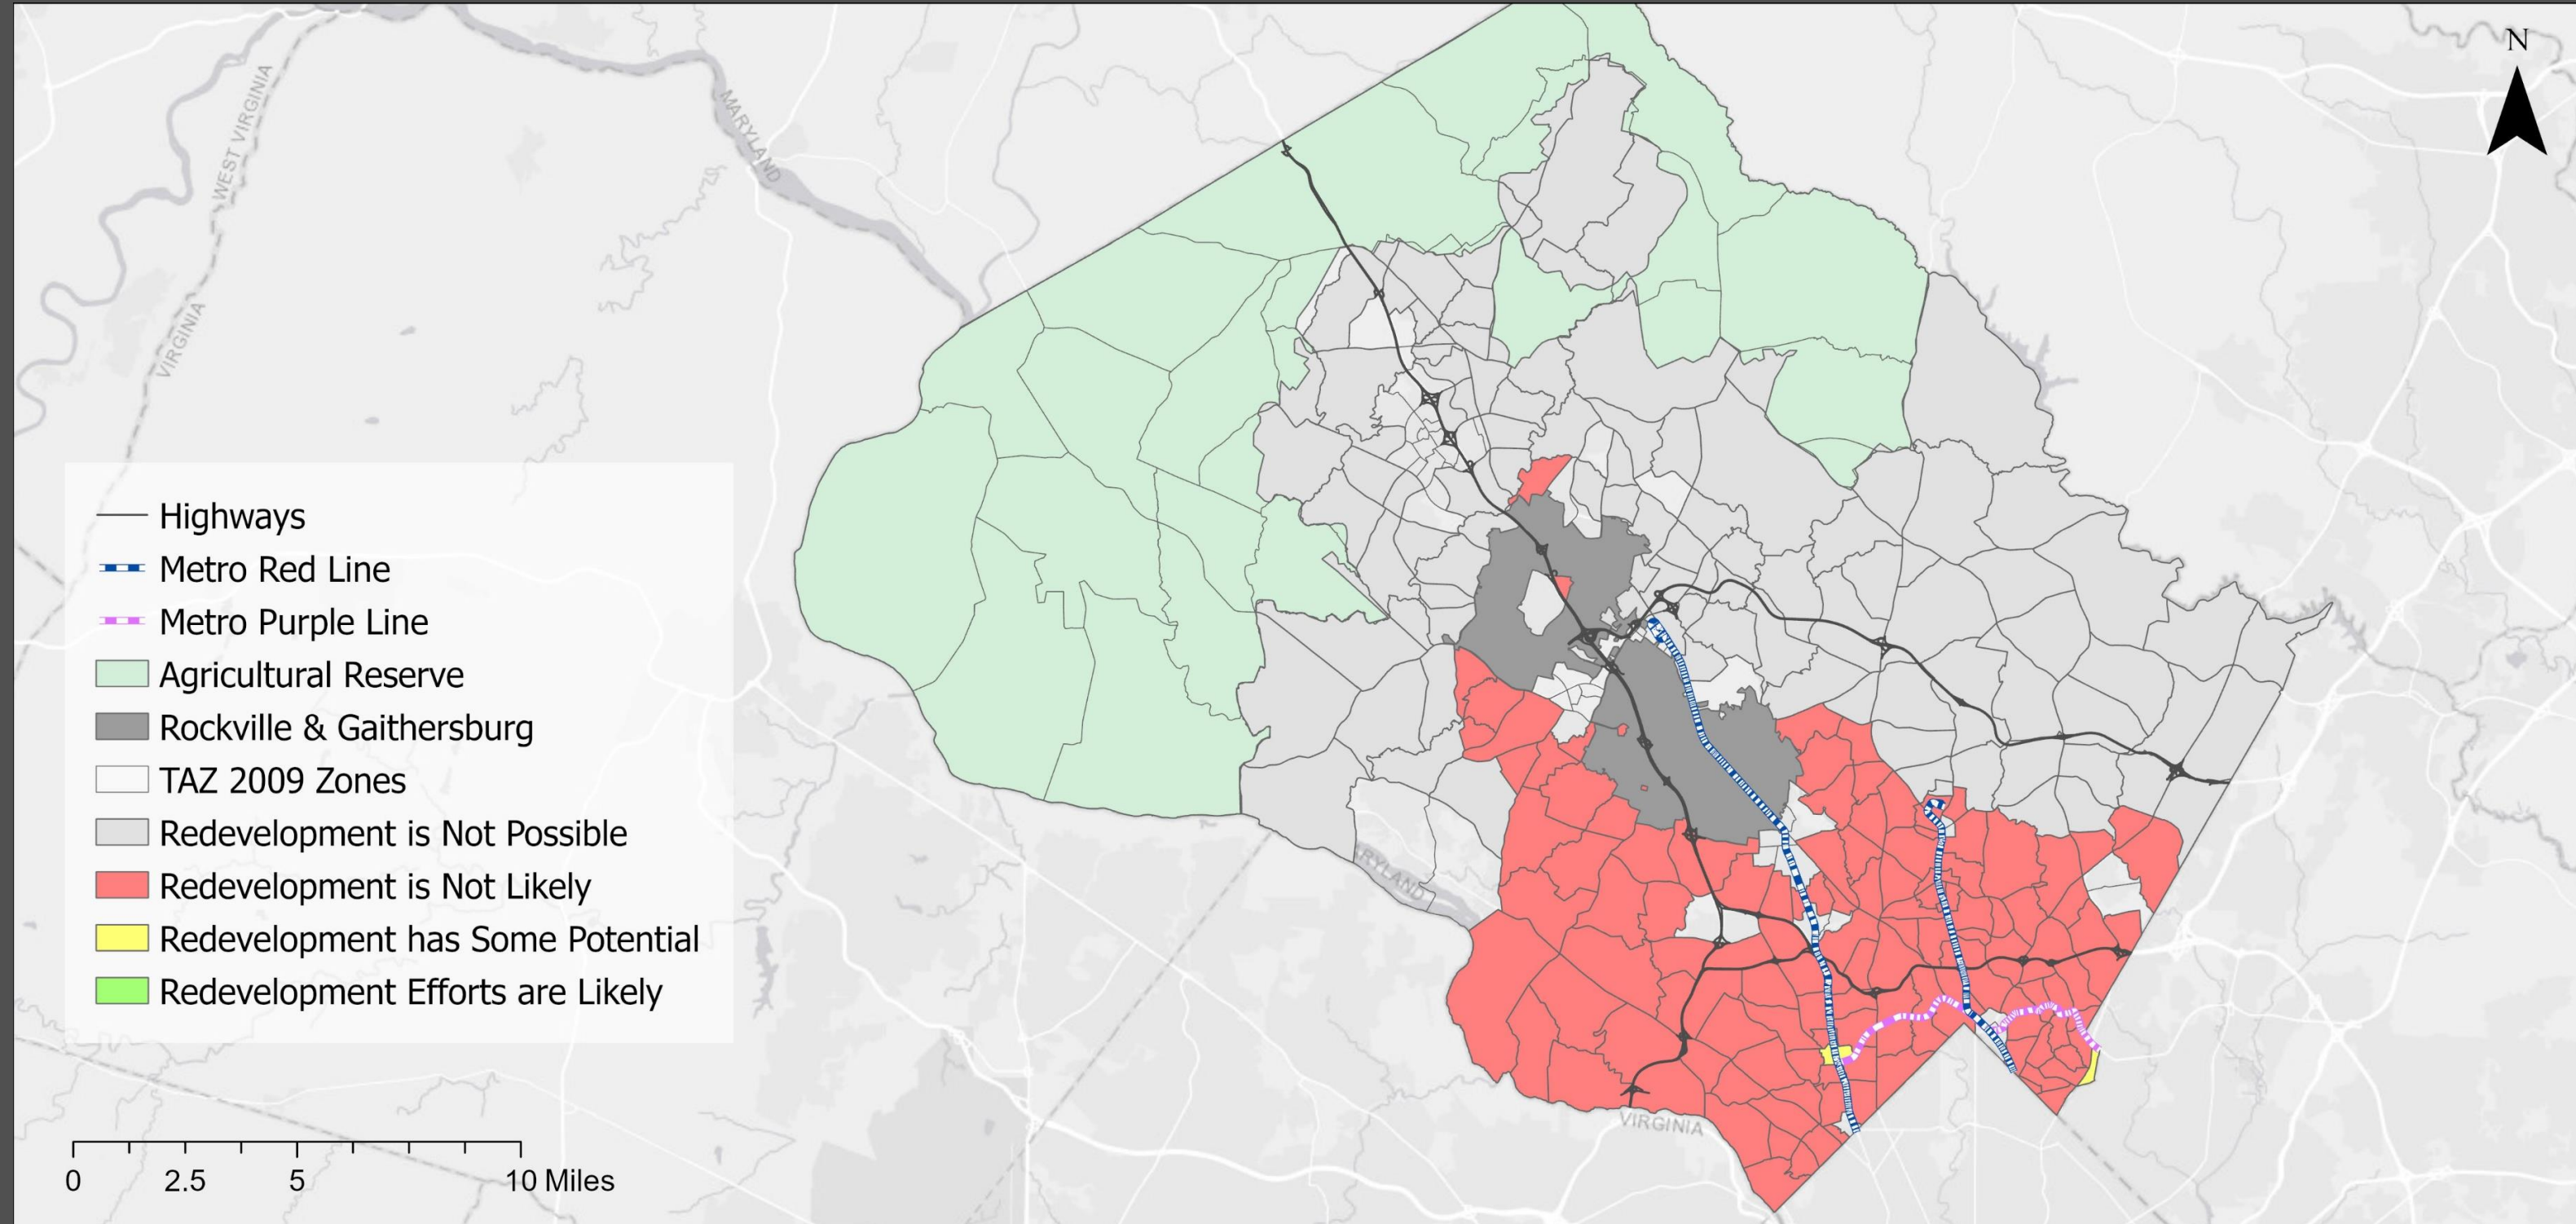 N
WEST VIRGINIA
MARYLAND
VIRGINIA
Highways
Metro Red Line
Metro Purple Line
Agricultural Reserve
Rockville & Gaithersburg
TAZ 2009 Zones
Redevelopment is Not Possible
Redevelopment is Not Likely
Redevelopment has Some Potential
Redevelopment Efforts are Likely
ARYLAND
VIRGINIA
0 2.5 5 10 Miles